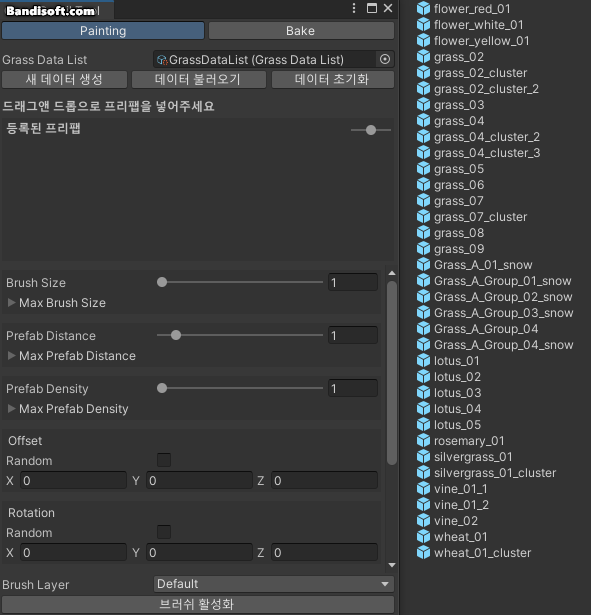 Bandisoft.com
Painting
Bake
Grass Data List
GrassDataList (Grass Data List)
새 데이터 생성
데이터 불러오기
데이터 초기화
드래그앤 드롭으로 프리팹을 넣어주세요
등록된 프리팹
Brush Size
1
Max Brush Size
Prefab Distance
1
Max Prefab Distance
Prefab Density
1
Max Prefab Density
Offset
Random
X 0 Y 0 Z 0
Rotation
Random
X 0 Y 0 Z 0
Brush Layer
Default
브러쉬 활성화
flower_red_01
flower_white_01
flower_yellow_01
grass_02
grass_02_cluster
grass_02_cluster_2
grass_03
grass_04
grass_04_cluster_2
grass_04_cluster_3
grass_05
grass_06
grass_07
grass_07_cluster
grass_08
grass_09
Grass_A_01_snow
Grass_A_Group_01_snow
Grass_A_Group_02_snow
Grass_A_Group_03_snow
Grass_A_Group_04
Grass_A_Group_04_snow
lotus_01
lotus_02
lotus_03
lotus_04
lotus_05
rosemary_01
silvergrass_01
silvergrass_01_cluster
vine_01_1
vine_01_2
vine_02
wheat_01
wheat_01_cluster